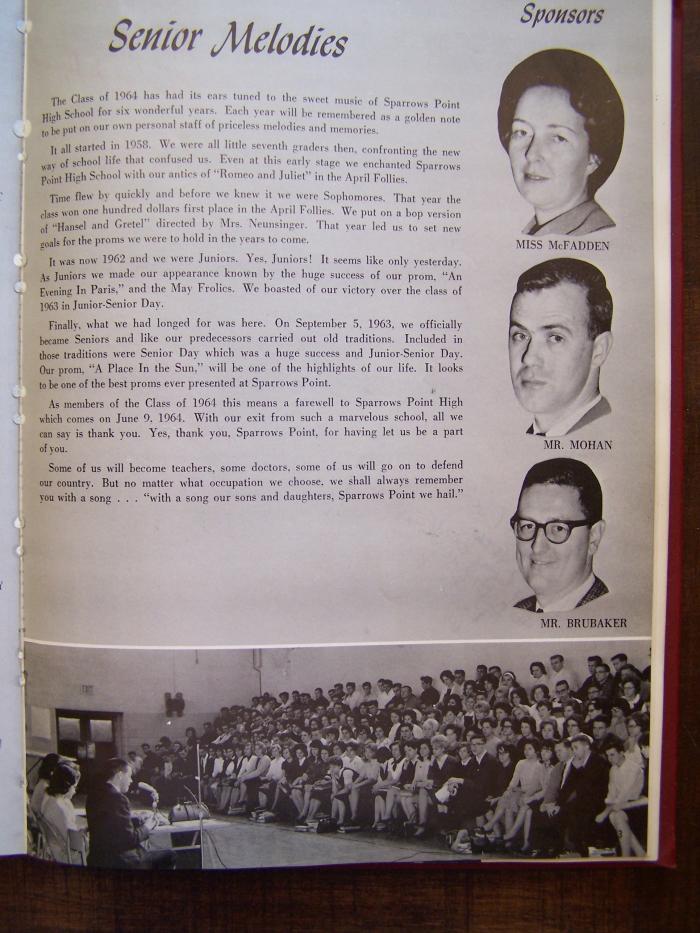 Senior Melodies
The Class of 1964 has had its ears tuned to the sweet music of Sparrows Point
High School for six wonderful years. Each year will be remembered as a golden note
to be put on our own personal staff of priceless melodies and memories.
It all started in 1958. We were all little seventh graders then, confronting the new
way of school life that confused us. Even at this early stage we enchanted Sparrows
Point High School with our antics of "Romeo and Juliet" in the April Follies.
Time flew by quickly and before we knew it we were Sophomores. That year the
class won one hundred dollars first place in the April Follies. We put on a bop version
of "Hansel and Gretel" directed by Mrs. Neunsinger. That year led us to set new
goals for the proms we were to hold in the years to come.
It was now 1962 and we were Juniors. Yes, Juniors! It seems like only yesterday.
As Juniors we made our appearance known by the huge success of our prom, "An
Evening In Paris," and the May Frolics. We boasted of our victory over the class of
1963 in Junior-Senior Day.
Finally, what we had longed for was here. On September 5, 1963, we officially
became Seniors and like our predecessors carried out old traditions. Included in
those traditions were Senior Day which was a huge success and Junior-Senior Day.
Our prom, "A Place In the Sun," will be one of the highlights of our life. It looks
to be one of the best proms ever presented at Sparrows Point.
As members of the Class of 1964 this means a farewell to Sparrows Point High
which comes on June 9, 1964. With our exit from such a marvelous school, all we
can say is thank you. Yes, thank you, Sparrows Point, for having let us be a part
of you.
Some of us will become teachers, some doctors, some of us will go on to defend
our country. But no matter what occupation we choose, we shall always remember
you with a song . . . "with a song our sons and daughters, Sparrows Point we hail."
Sponsors
MISS McFADDEN
MR. MOHAN
MR. BRUBAKER